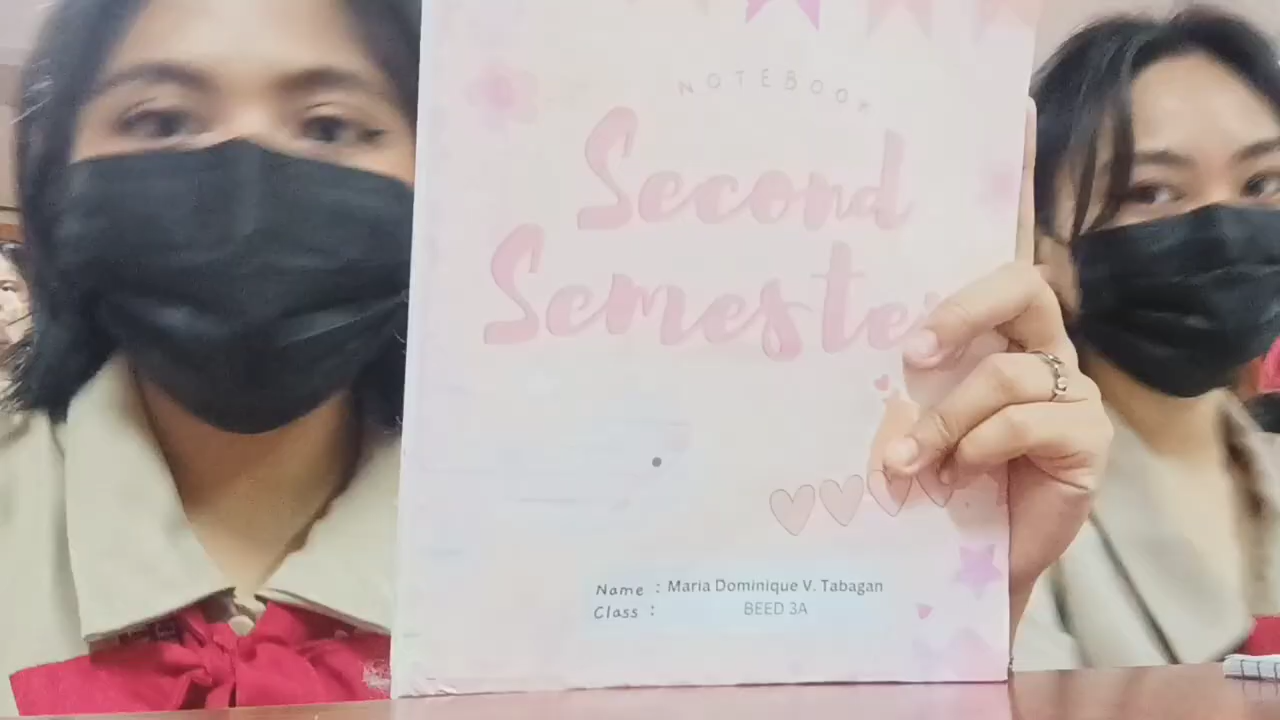 NOTEBOOK
Second
Semester
Name : Maria Dominique V. Tabagan
Class : BEED 3A